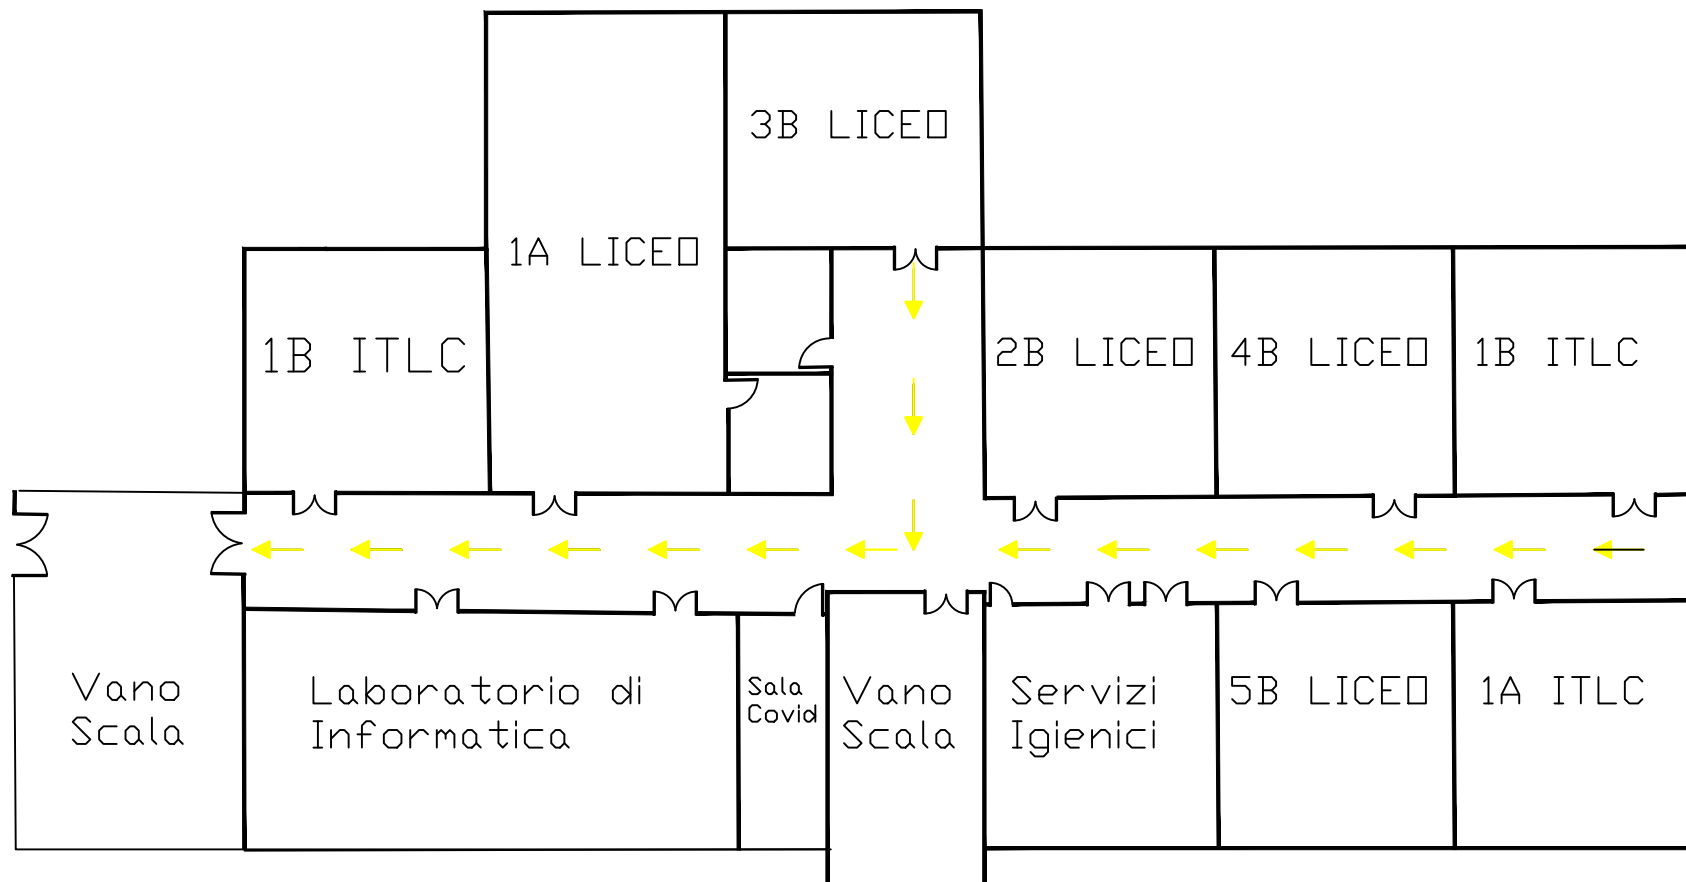 3B LICEO
1A LICEO
1B ITLC
2B LICEO
4B LICEO
1B ITLC
Vano
Scala
Laboratorio di
Informatica
Sala
Covid
Vano
Scala
Servizi
Igienici
5B LICEO
1A ITLC